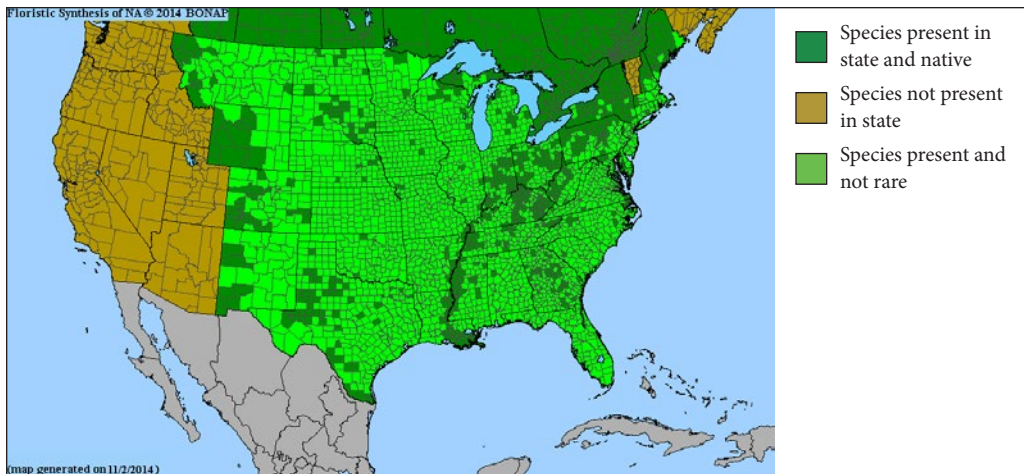 Floristic Synthesis of NA © 2014 BONAP
Species present in
state and native
Species not present
in state
Species present and
not rare
(map generated on 11/2/2014)